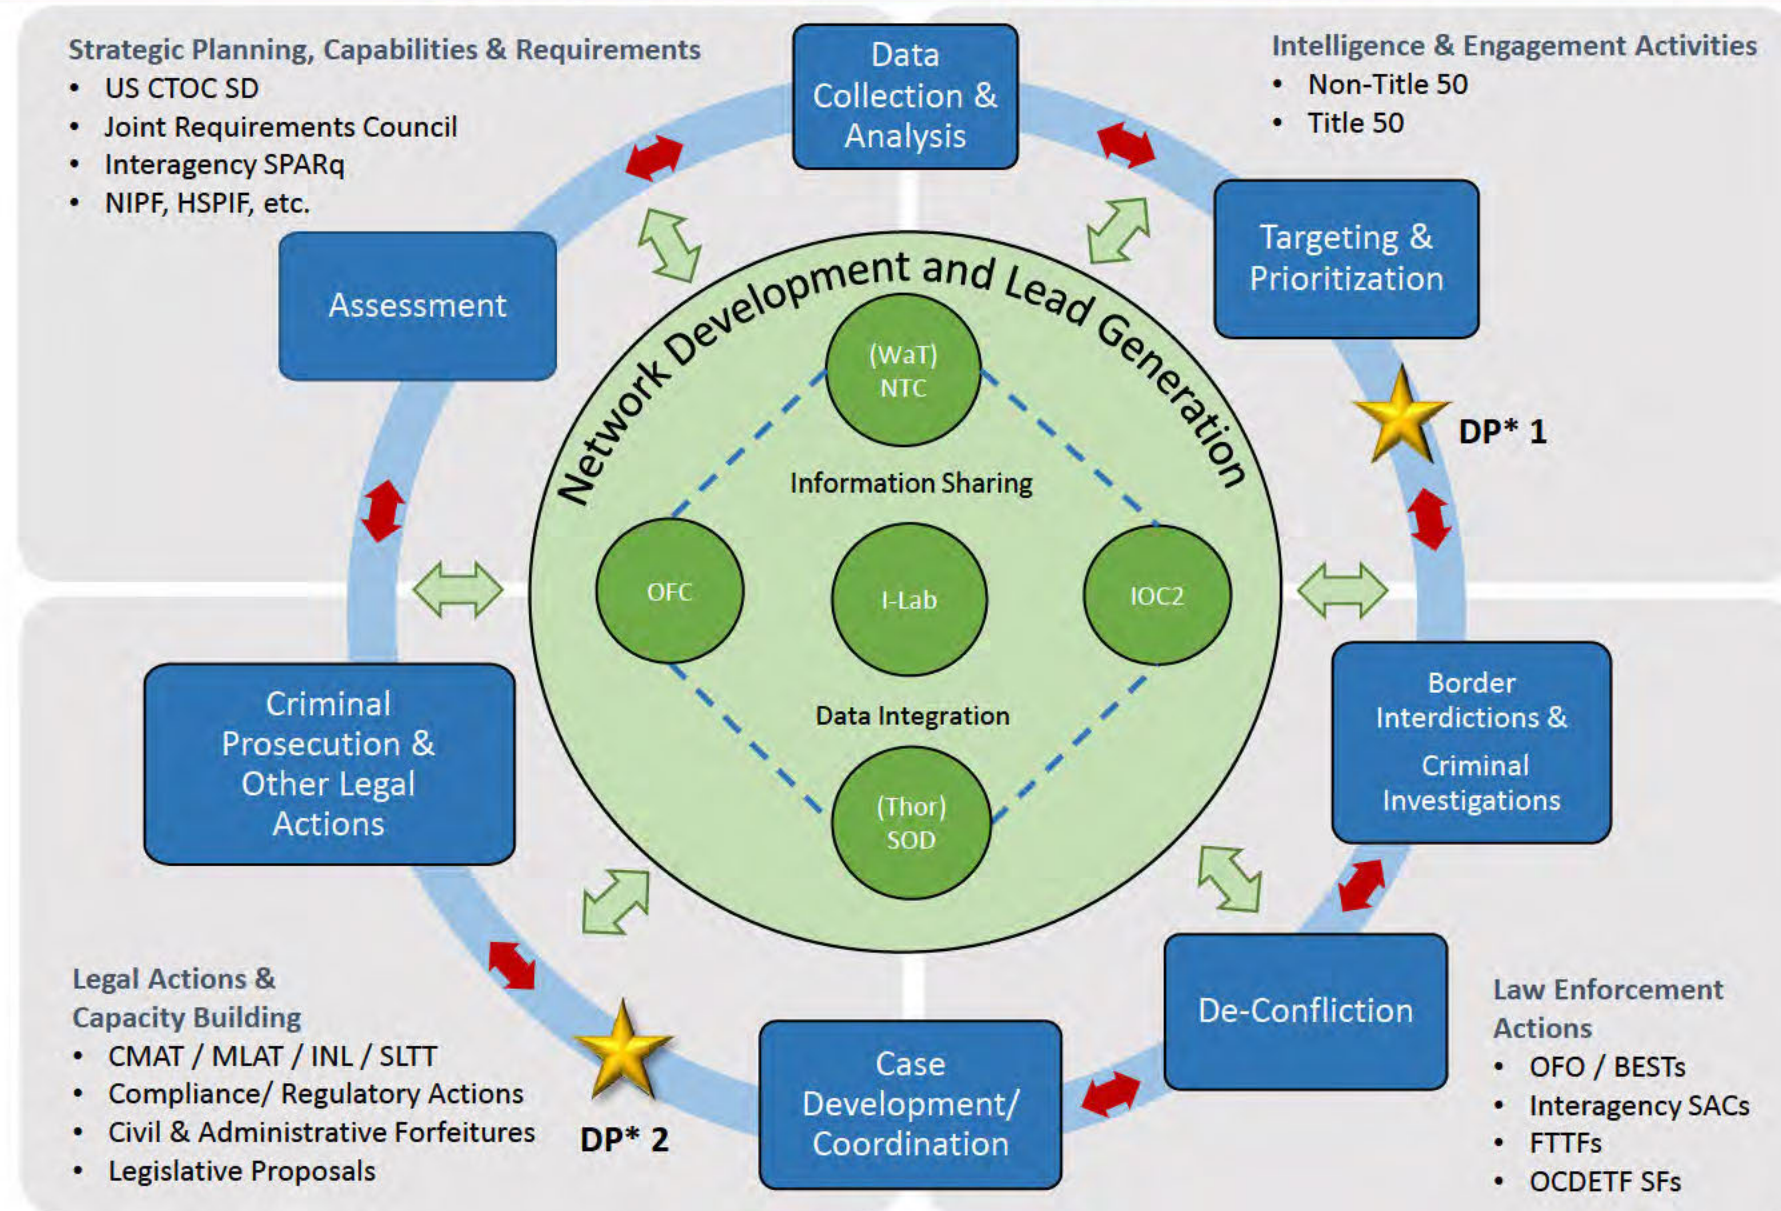 Strategic Planning, Capabilities & Requirements
• US CTOC SD
• Joint Requirements Council
• Interagency SPARq
• NIPF, HSPIF, etc.
Data
Collection &
Analysis
Intelligence & Engagement Activities
• Non-Title 50
• Title 50
Targeting &
Prioritization
Assessment
Network Development and Lead Generation
(WaT)
NTC
DP* 1
Information Sharing
OFC
I-Lab
IOC2
Data Integration
(Thor)
SOD
Border
Interdictions &
Criminal
Investigations
Criminal
Prosecution &
Other Legal
Actions
De-Confliction
Case
Development/
Coordination
DP* 2
Legal Actions &
Capacity Building
• CMAT / MLAT / INL / SLTT
• Compliance/ Regulatory Actions
• Civil & Administrative Forfeitures
• Legislative Proposals
Law Enforcement
Actions
• OFO / BESTs
• Interagency SACs
• FTTFs
• OCDETF SFs